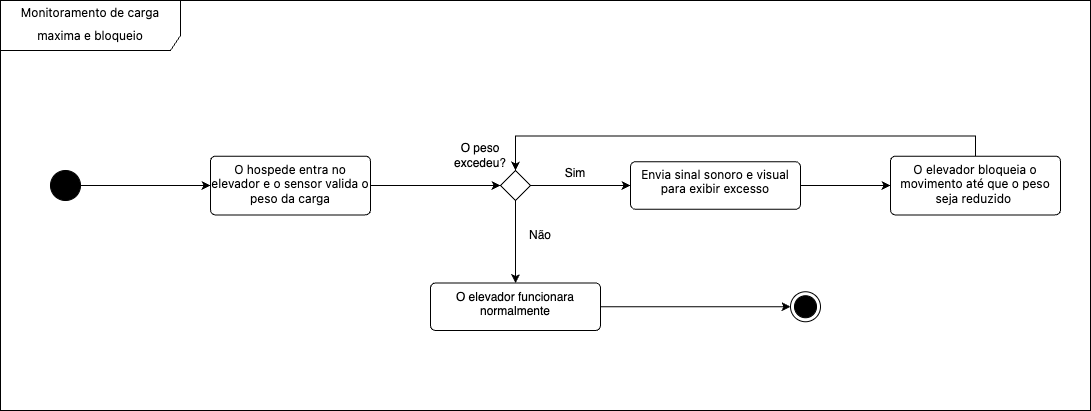 Monitoramento de carga
maxima e bloqueio
O hospede entra no
elevador e o sensor valida o
peso da carga
O peso
excedeu?
Sim
Envia sinal sonoro e visual
para exibir excesso
O elevador bloqueia o
movimento até que o peso
seja reduzido
Não
O elevador funcionara
normalmente